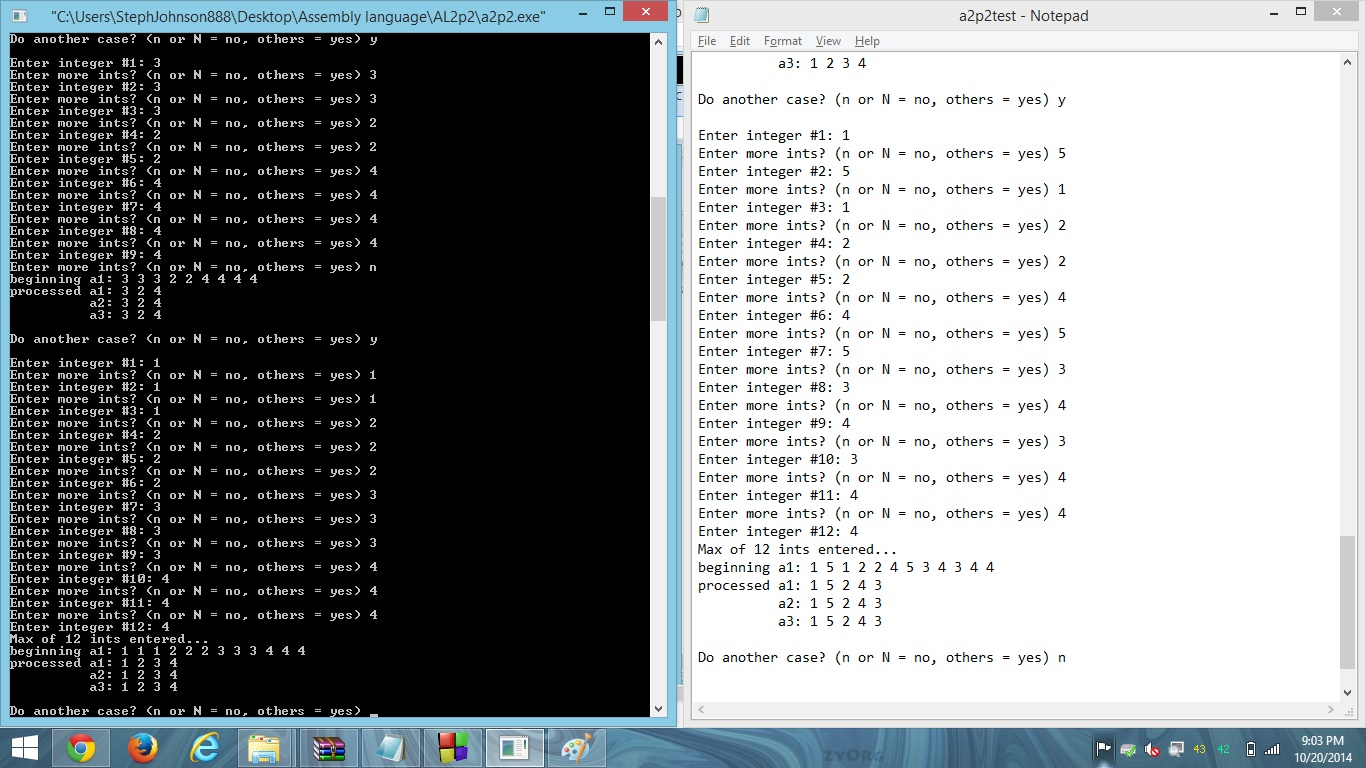 "C:\Users\StephJohnson888\Desktop\Assembly language\AL2p2\a2p2.exe"
Do another case? (n or N = no, others = yes) y
Enter integer #1: 3
Enter more ints? (n or N = no, others = yes) 3
Enter integer #2: 3
Enter more ints? (n or N = no, others = yes) 3
Enter integer #3: 3
Enter more ints? (n or N = no, others = yes) 2
Enter integer #4: 2
Enter more ints? (n or N = no, others = yes) 2
Enter integer #5: 2
Enter more ints? (n or N = no, others = yes) 4
Enter integer #6: 4
Enter more ints? (n or N = no, others = yes) 4
Enter integer #7: 4
Enter more ints? (n or N = no, others = yes) 4
Enter integer #8: 4
Enter more ints? (n or N = no, others = yes) 4
Enter integer #9: 4
Enter more ints? (n or N = no, others = yes) n
beginning a1: 3 3 3 2 2 4 4 4 4
processed a1: 3 2 4
a2: 3 2 4
a3: 3 2 4
Do another case? (n or N = no, others = yes) y
Enter integer #1: 1
Enter more ints? (n or N = no, others = yes) 1
Enter integer #2: 1
Enter more ints? (n or N = no, others = yes) 1
Enter integer #3: 1
Enter more ints? (n or N = no, others = yes) 2
Enter integer #4: 2
Enter more ints? (n or N = no, others = yes) 2
Enter integer #5: 2
Enter more ints? (n or N = no, others = yes) 2
Enter integer #6: 2
Enter more ints? (n or N = no, others = yes) 3
Enter integer #7: 3
Enter more ints? (n or N = no, others = yes) 3
Enter integer #8: 3
Enter more ints? (n or N = no, others = yes) 3
Enter integer #9: 3
Enter more ints? (n or N = no, others = yes) 4
Enter integer #10: 4
Enter more ints? (n or N = no, others = yes) 4
Enter integer #11: 4
Enter more ints? (n or N = no, others = yes) 4
Enter integer #12: 4
Max of 12 ints entered...
beginning a1: 1 1 1 2 2 2 3 3 3 4 4 4
processed a1: 1 2 3 4
a2: 1 2 3 4
a3: 1 2 3 4
Do another case? (n or N = no, others = yes) _
a2p2test - Notepad
File Edit Format View Help
a3: 1 2 3 4
Do another case? (n or N = no, others = yes) y
Enter integer #1: 1
Enter more ints? (n or N = no, others = yes) 5
Enter integer #2: 5
Enter more ints? (n or N = no, others = yes) 1
Enter integer #3: 1
Enter more ints? (n or N = no, others = yes) 2
Enter integer #4: 2
Enter more ints? (n or N = no, others = yes) 2
Enter integer #5: 2
Enter more ints? (n or N = no, others = yes) 4
Enter integer #6: 4
Enter more ints? (n or N = no, others = yes) 5
Enter integer #7: 5
Enter more ints? (n or N = no, others = yes) 3
Enter integer #8: 3
Enter more ints? (n or N = no, others = yes) 4
Enter integer #9: 4
Enter more ints? (n or N = no, others = yes) 3
Enter integer #10: 3
Enter more ints? (n or N = no, others = yes) 4
Enter integer #11: 4
Enter more ints? (n or N = no, others = yes) 4
Enter integer #12: 4
Max of 12 ints entered...
beginning a1: 1 5 1 2 2 4 5 3 4 3 4 4
processed a1: 1 5 2 4 3
a2: 1 5 2 4 3
a3: 1 5 2 4 3
Do another case? (n or N = no, others = yes) n
ZYORG
43 42
9:03 PM
10/20/2014